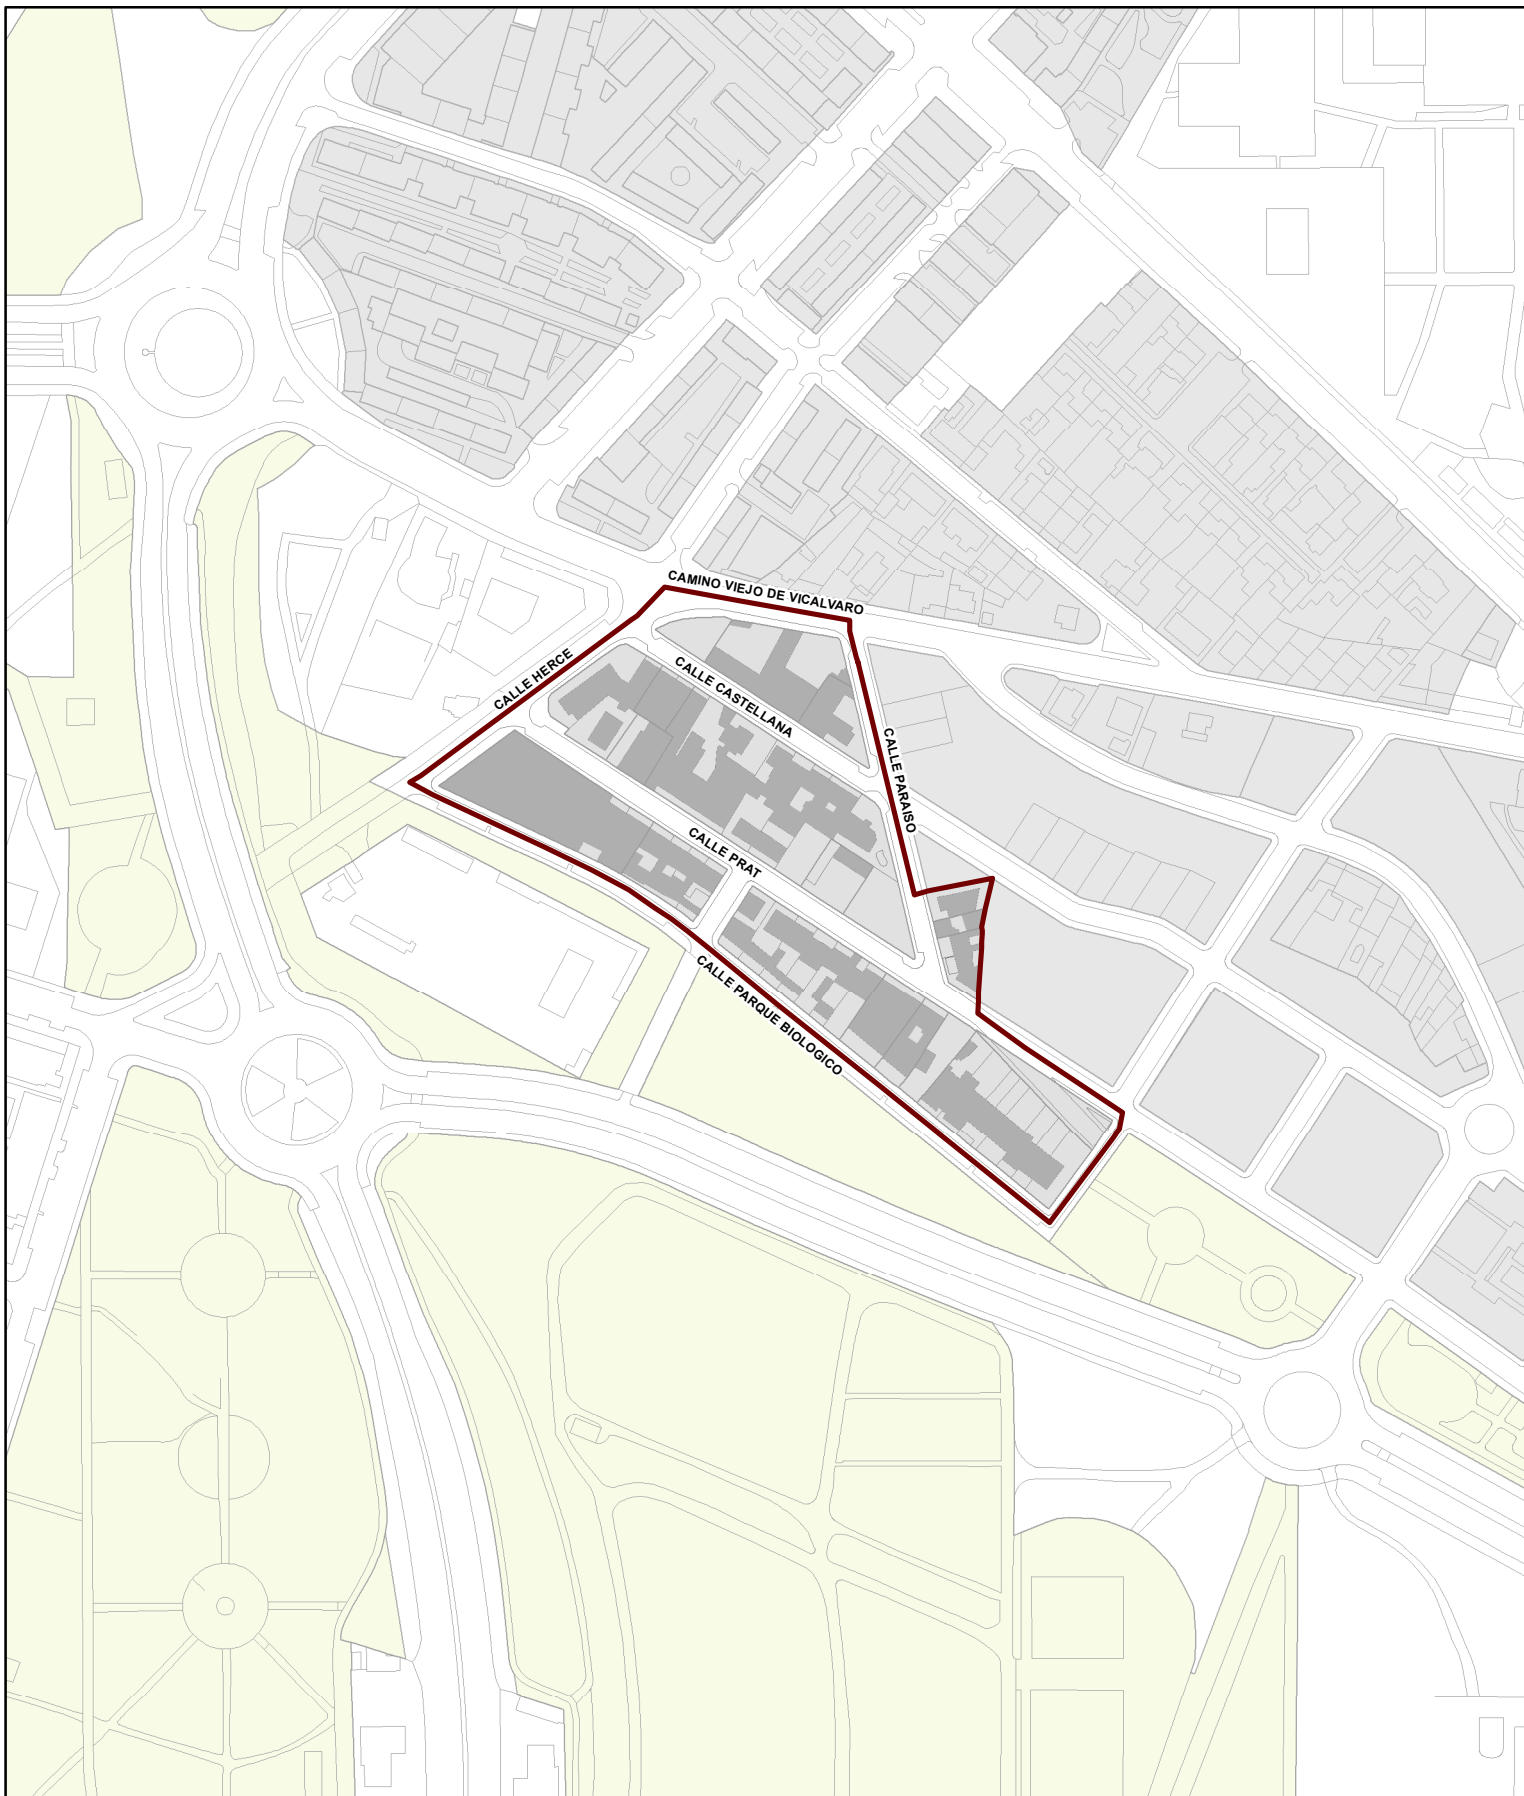 CAMINO VIEJO DE VICALVARO
CALLE HERCE
CALLE CASTELLANA
CALLE PARAISO
CALLE PRAT
CALLE PARQUE BIOLOGICO